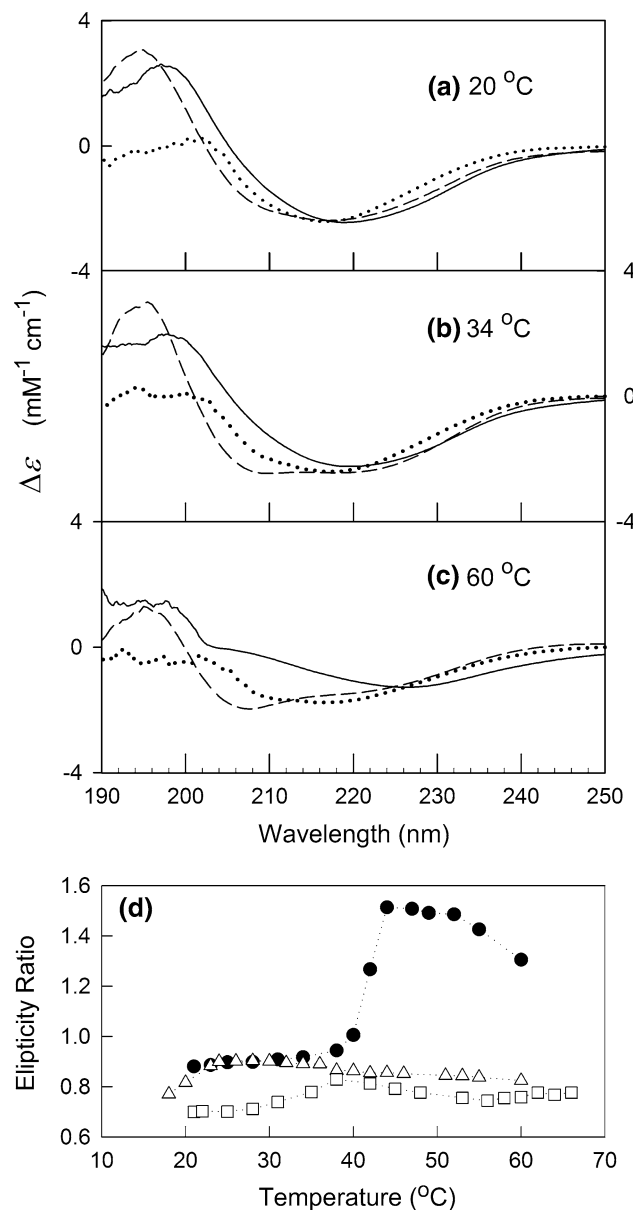 4
(a) 20 °C
0
-4
4
(b) 34 °C
0
Δε (mM⁻¹ cm⁻¹)
4
-4
(c) 60 °C
0
-4
190 200 210 220 230 240 250
Wavelength (nm)
1.6
(d)
1.4
1.2
1.0
0.8
0.6
Elipticity Ratio
10 20 30 40 50 60 70
Temperature (°C)